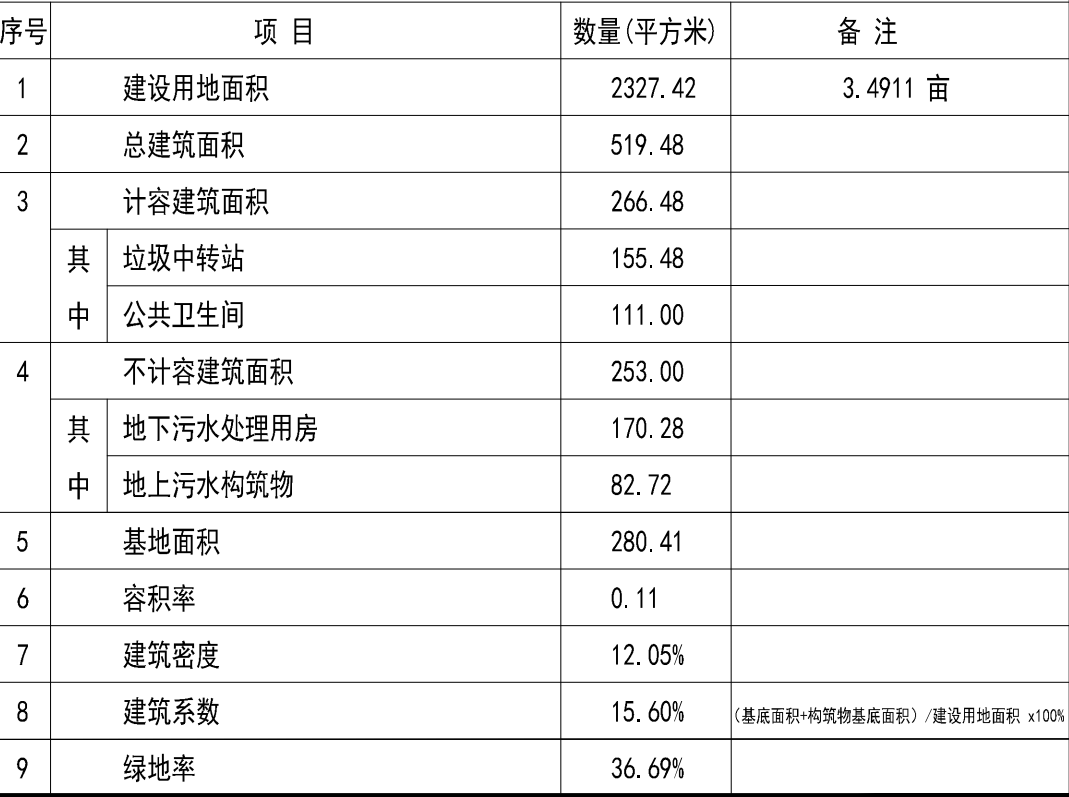 序号 项 目 数量(平方米) 备 注
1 建设用地面积 2327.42 3.4911 亩
2 总建筑面积 519.48
3 计容建筑面积 266.48
其 垃圾中转站 155.48
中 公共卫生间 111.00
4 不计容建筑面积 253.00
其 地下污水处理用房 170.28
中 地上污水构筑物 82.72
5 基地面积 280.41
6 容积率 0.11
7 建筑密度 12.05%
8 建筑系数 15.60% (基底面积+构筑物基底面积)/建设用地面积 x100%
9 绿地率 36.69%